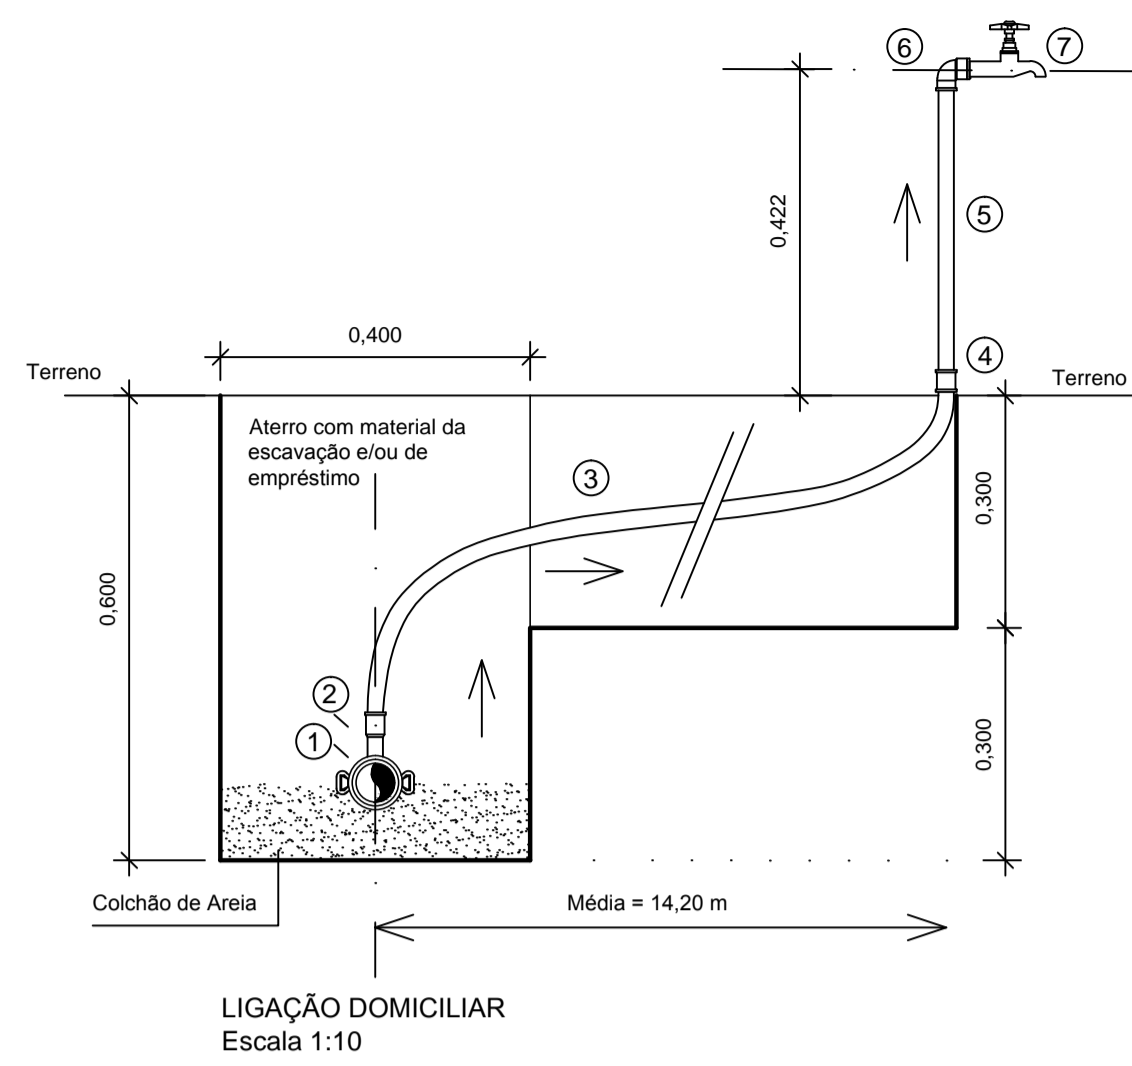 6
7
0,422
5
0,400
4
Terreno
Terreno
Aterro com material da
escavação e/ou de
empréstimo
3
0,300
0,600
2
1
0,300
Colchão de Areia
Média = 14,20 m
LIGAÇÃO DOMICILIAR
Escala 1:10